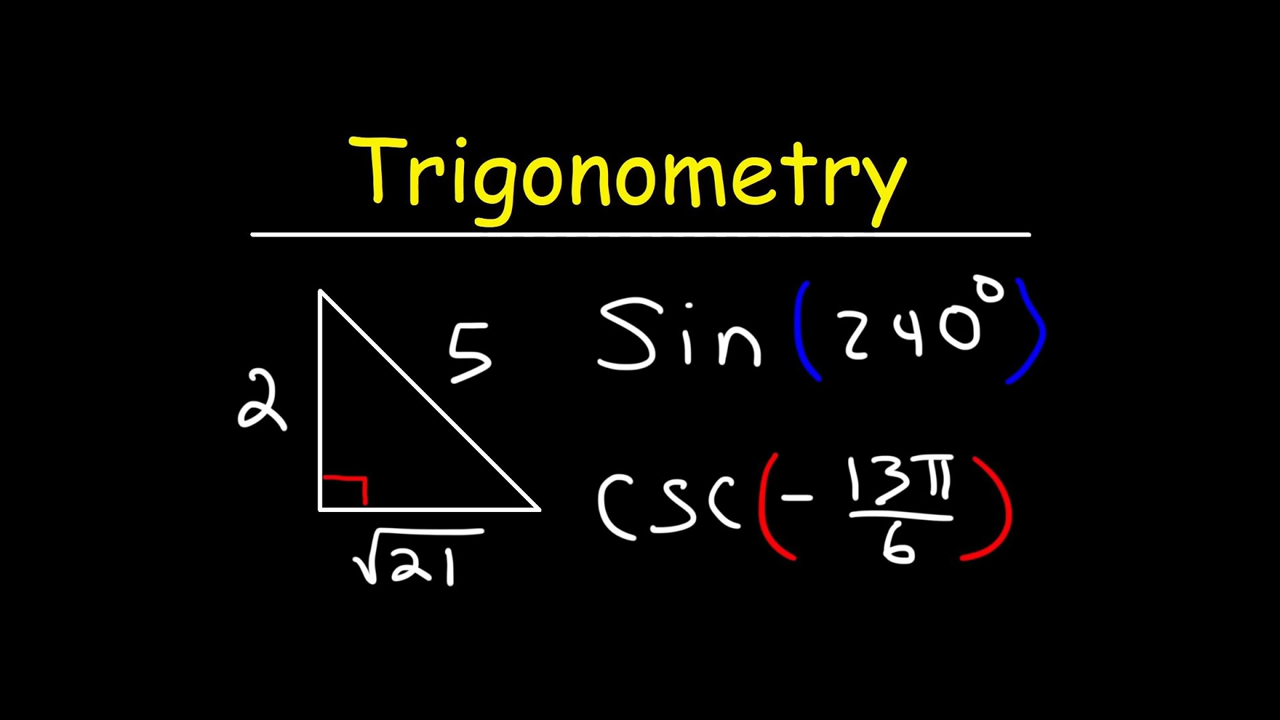 Trigonometry
2
5
√21
Sin (240°)
csc(-13π/6)